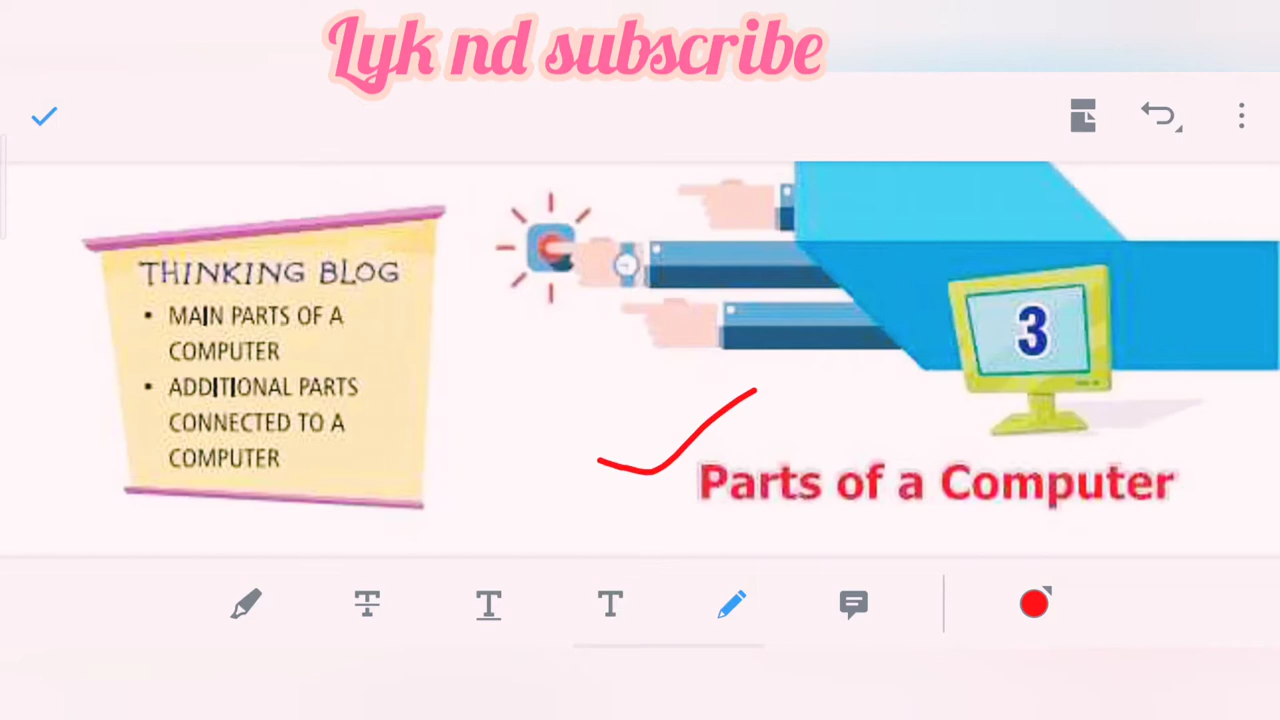 Lyk nd subscribe
THINKING BLOG
• MAIN PARTS OF A
COMPUTER
• ADDITIONAL PARTS
CONNECTED TO A
COMPUTER
3
Parts of a Computer